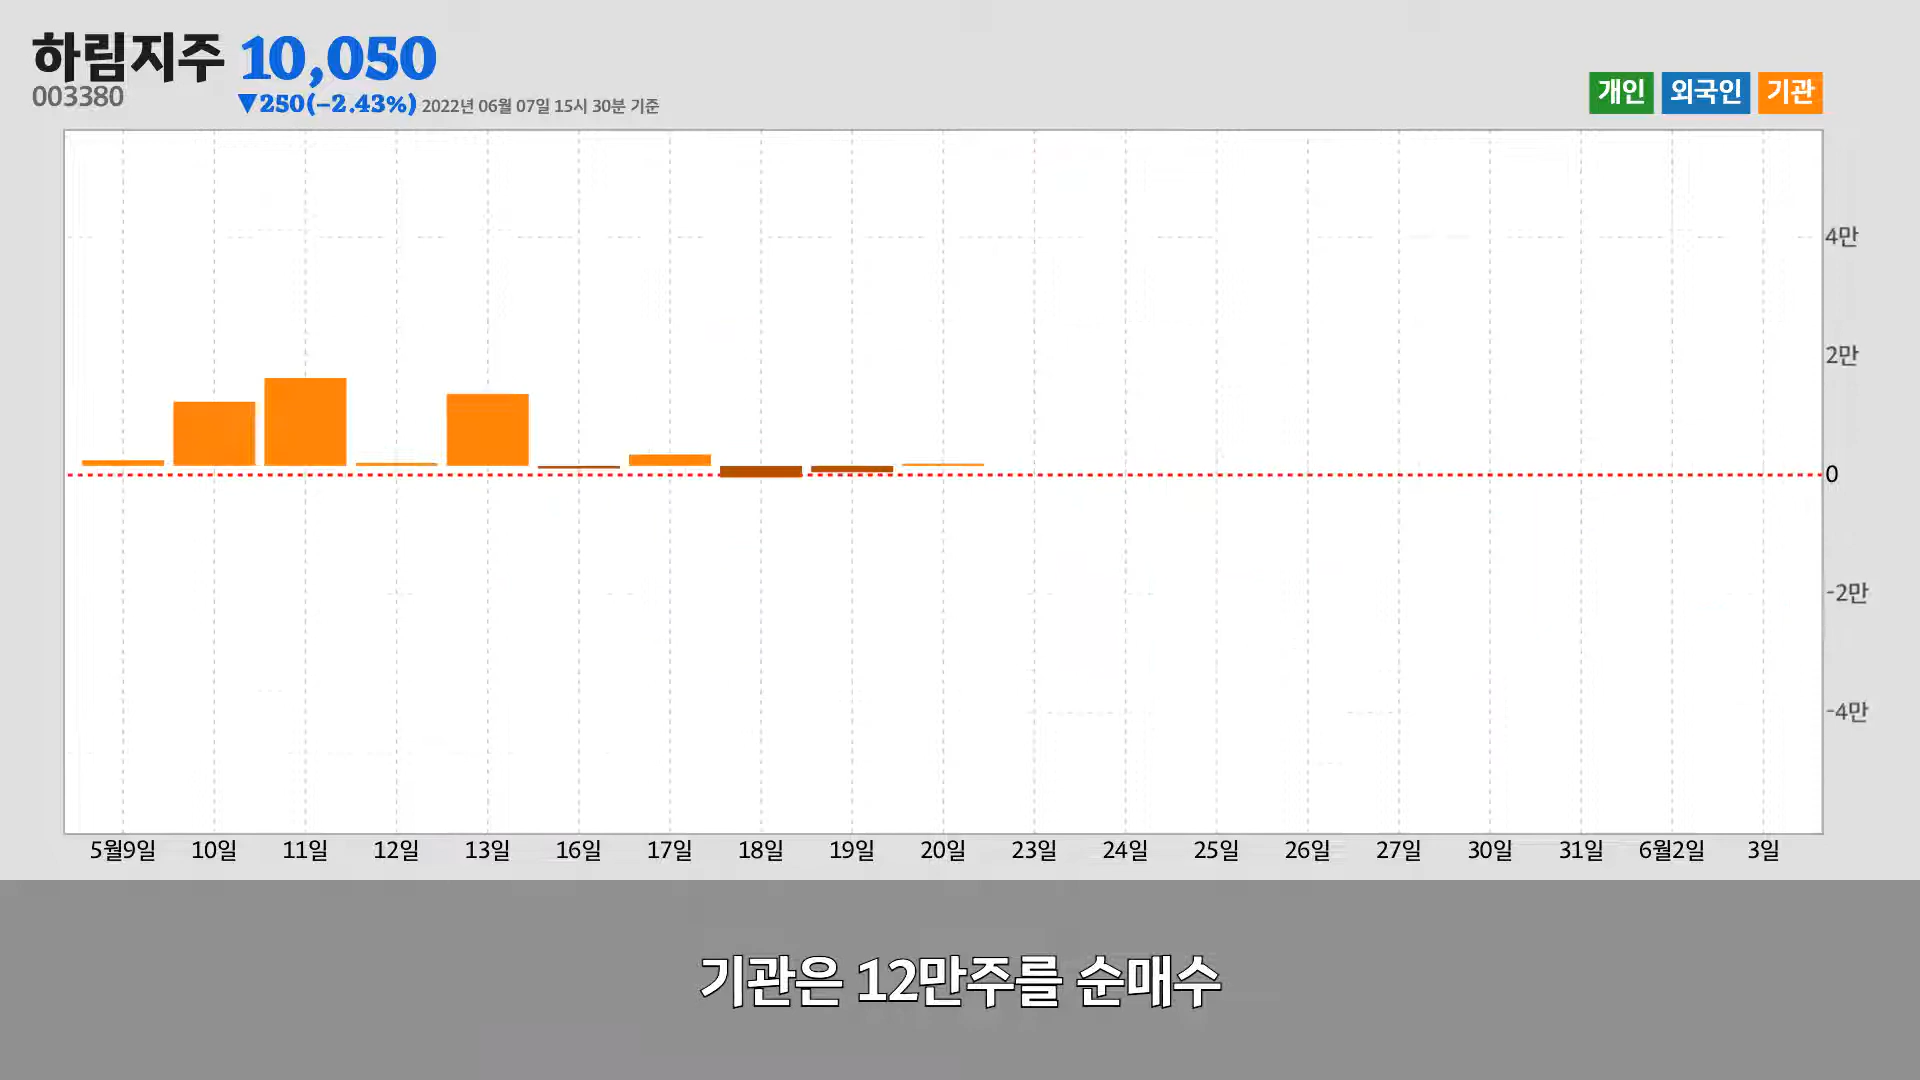 하림지주 10,050
003380
▼250(−2.43%) 2022년 06월 07일 15시 30분 기준
개인 외국인 기관
4만
2만
0
-2만
-4만
5월9일 10일 11일 12일 13일 16일 17일 18일 19일 20일 23일 24일 25일 26일 27일 30일 31일 6월2일 3일
기관은 12만주를 순매수